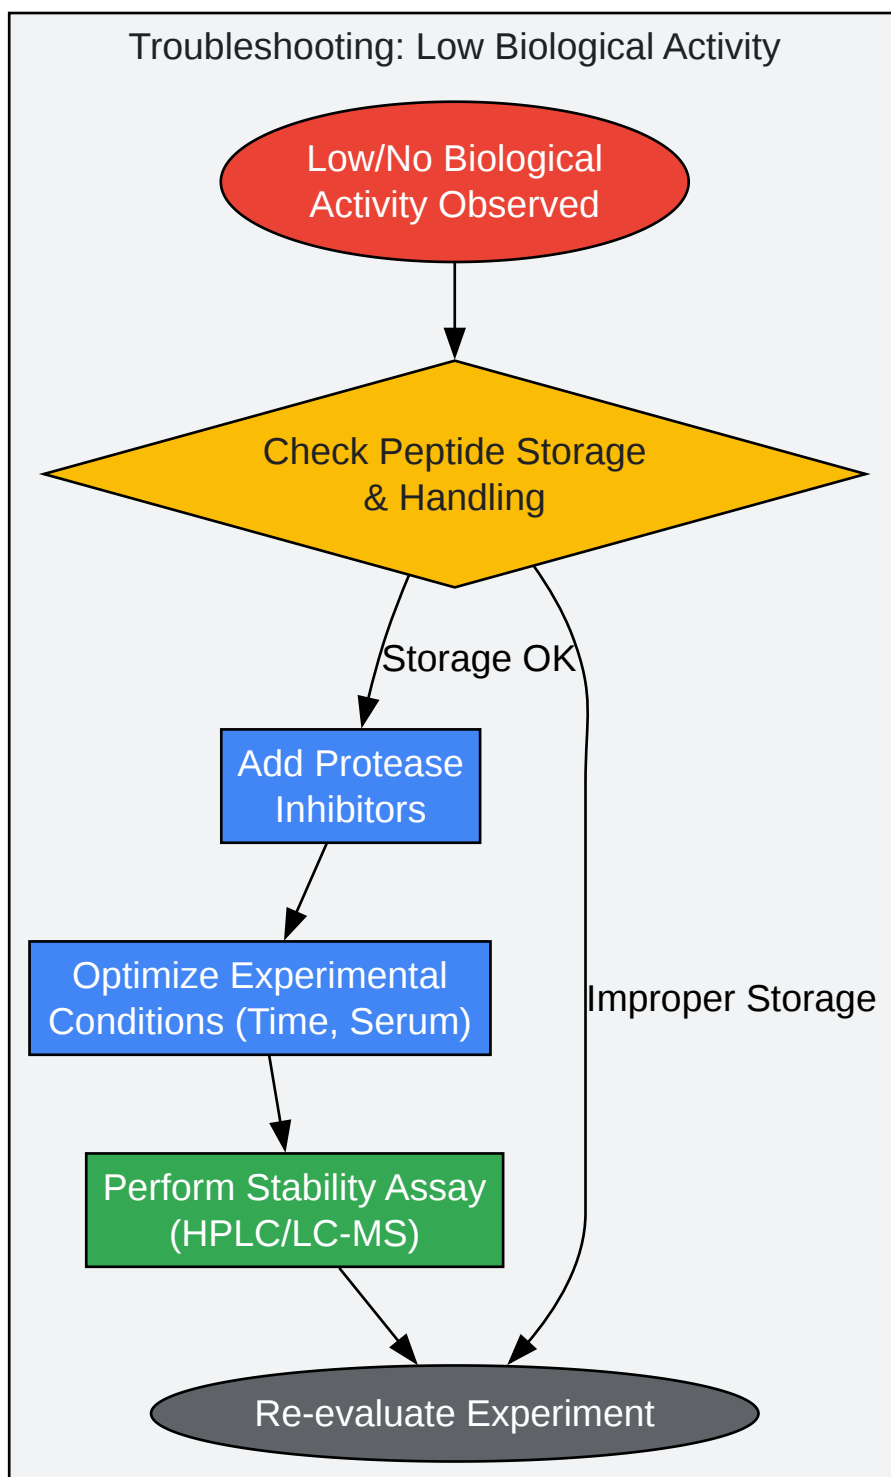 Troubleshooting: Low Biological Activity
Low/No Biological
Activity Observed
Check Peptide Storage
& Handling
Storage OK
Add Protease
Inhibitors
Optimize Experimental
Conditions (Time, Serum)
Improper Storage
Perform Stability Assay
(HPLC/LC-MS)
Re-evaluate Experiment